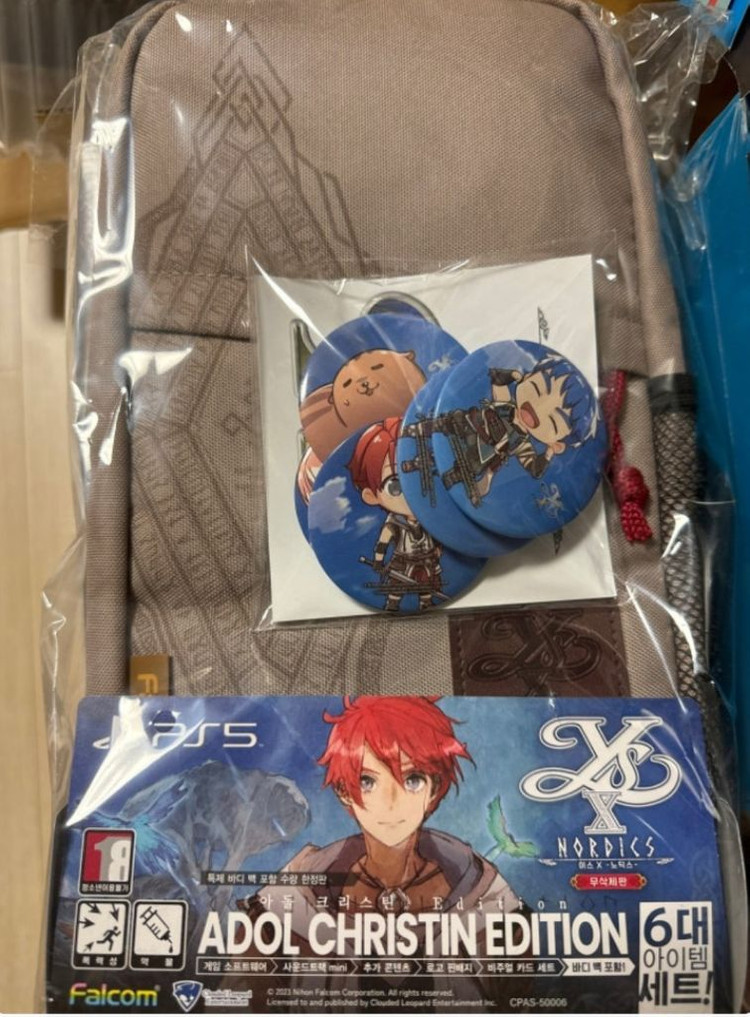 PS5
Ys
X
NORDICS
이스 X -노딕스-
무삭제판
18
청소년이용불가
특제 바디 백 포함 수량 한정판
아돌 크리스틴 Edition
ADOL CHRISTIN EDITION
폭력성
약물
게임 소프트웨어
사운드트랙 mini
추가 콘텐츠
로고 핀배지
비주얼 카드 세트
바디 백 포함!
6대
아이템
세트!
Falcom
© 2023 Nihon Falcom Corporation. All rights reserved.
Licensed to and published by Clouded Leopard Entertainment Inc.
CPAS-50006